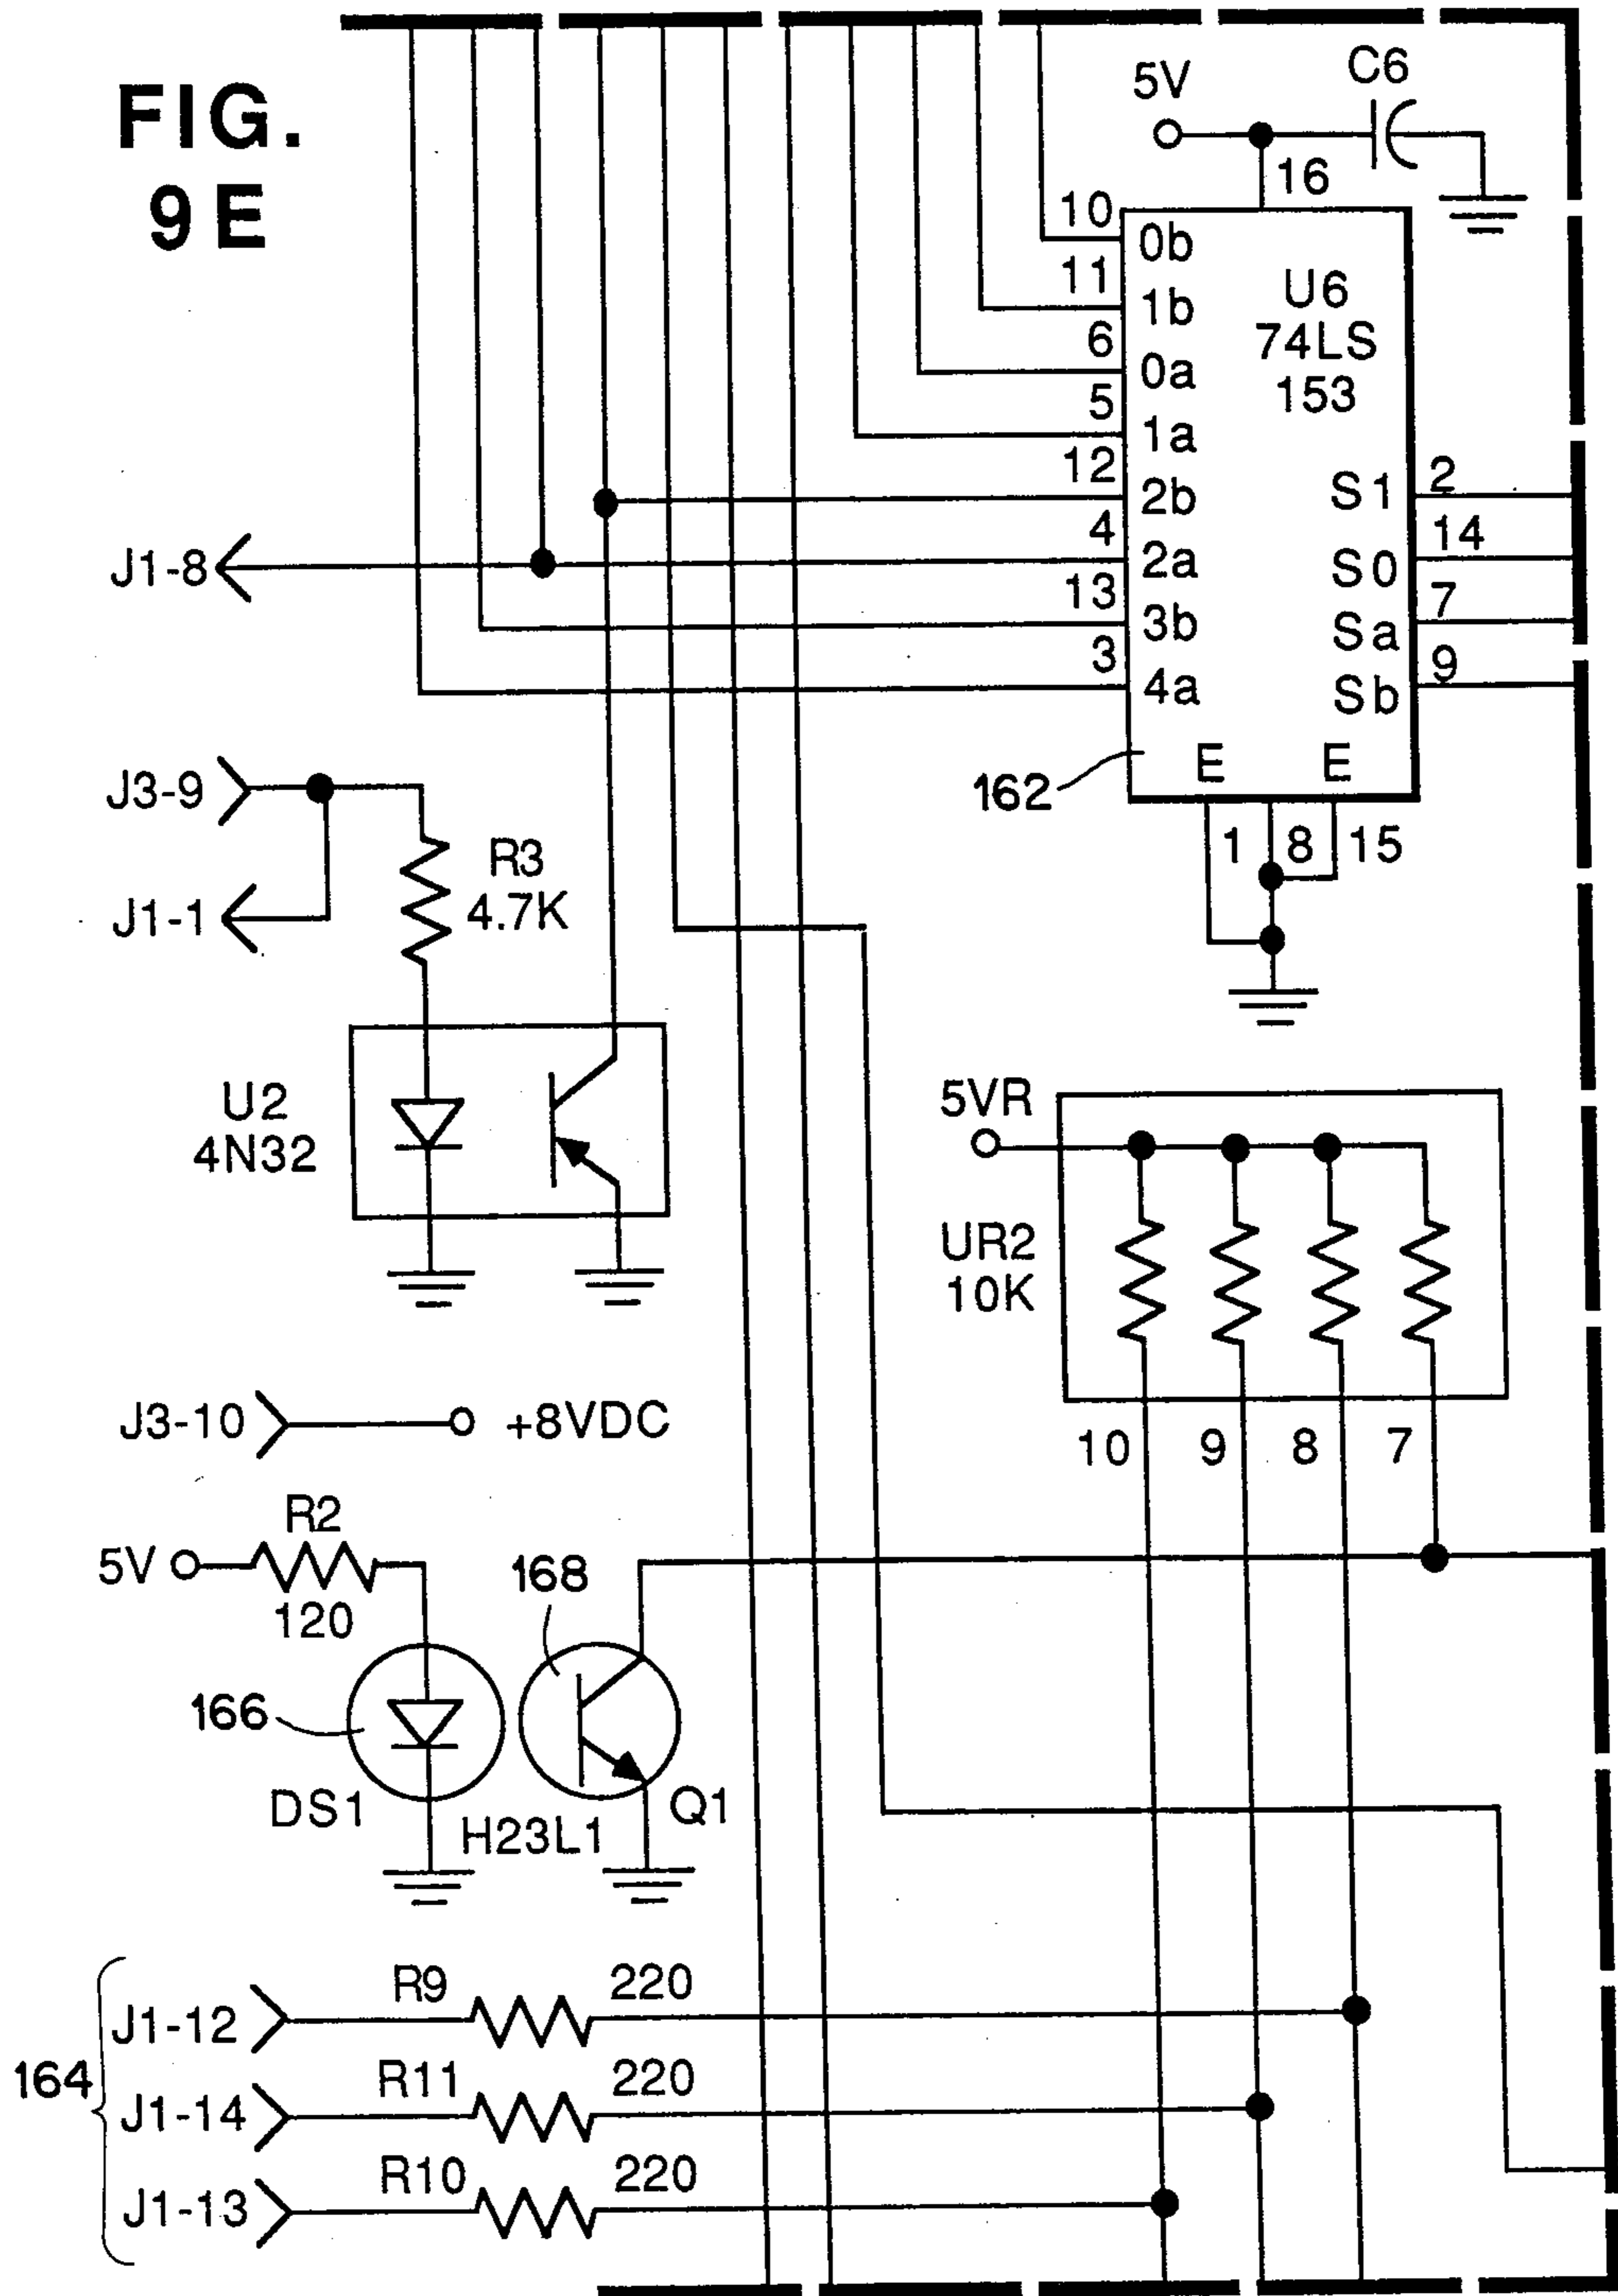 FIG.
9E
5V
C6
16
10
0b
11
1b
6
0a
5
1a
12
2b
4
2a
13
3b
3
4a
U6
74LS
153
S1
2
S0
14
Sa
7
Sb
9
E
E
162
1
8
15
J1-8
J3-9
J1-1
R3
4.7K
U2
4N32
5VR
UR2
10K
10
9
8
7
J3-10
+8VDC
R2
5V
120
168
166
DS1
H23L1
Q1
164
J1-12
R9
220
J1-14
R11
220
J1-13
R10
220